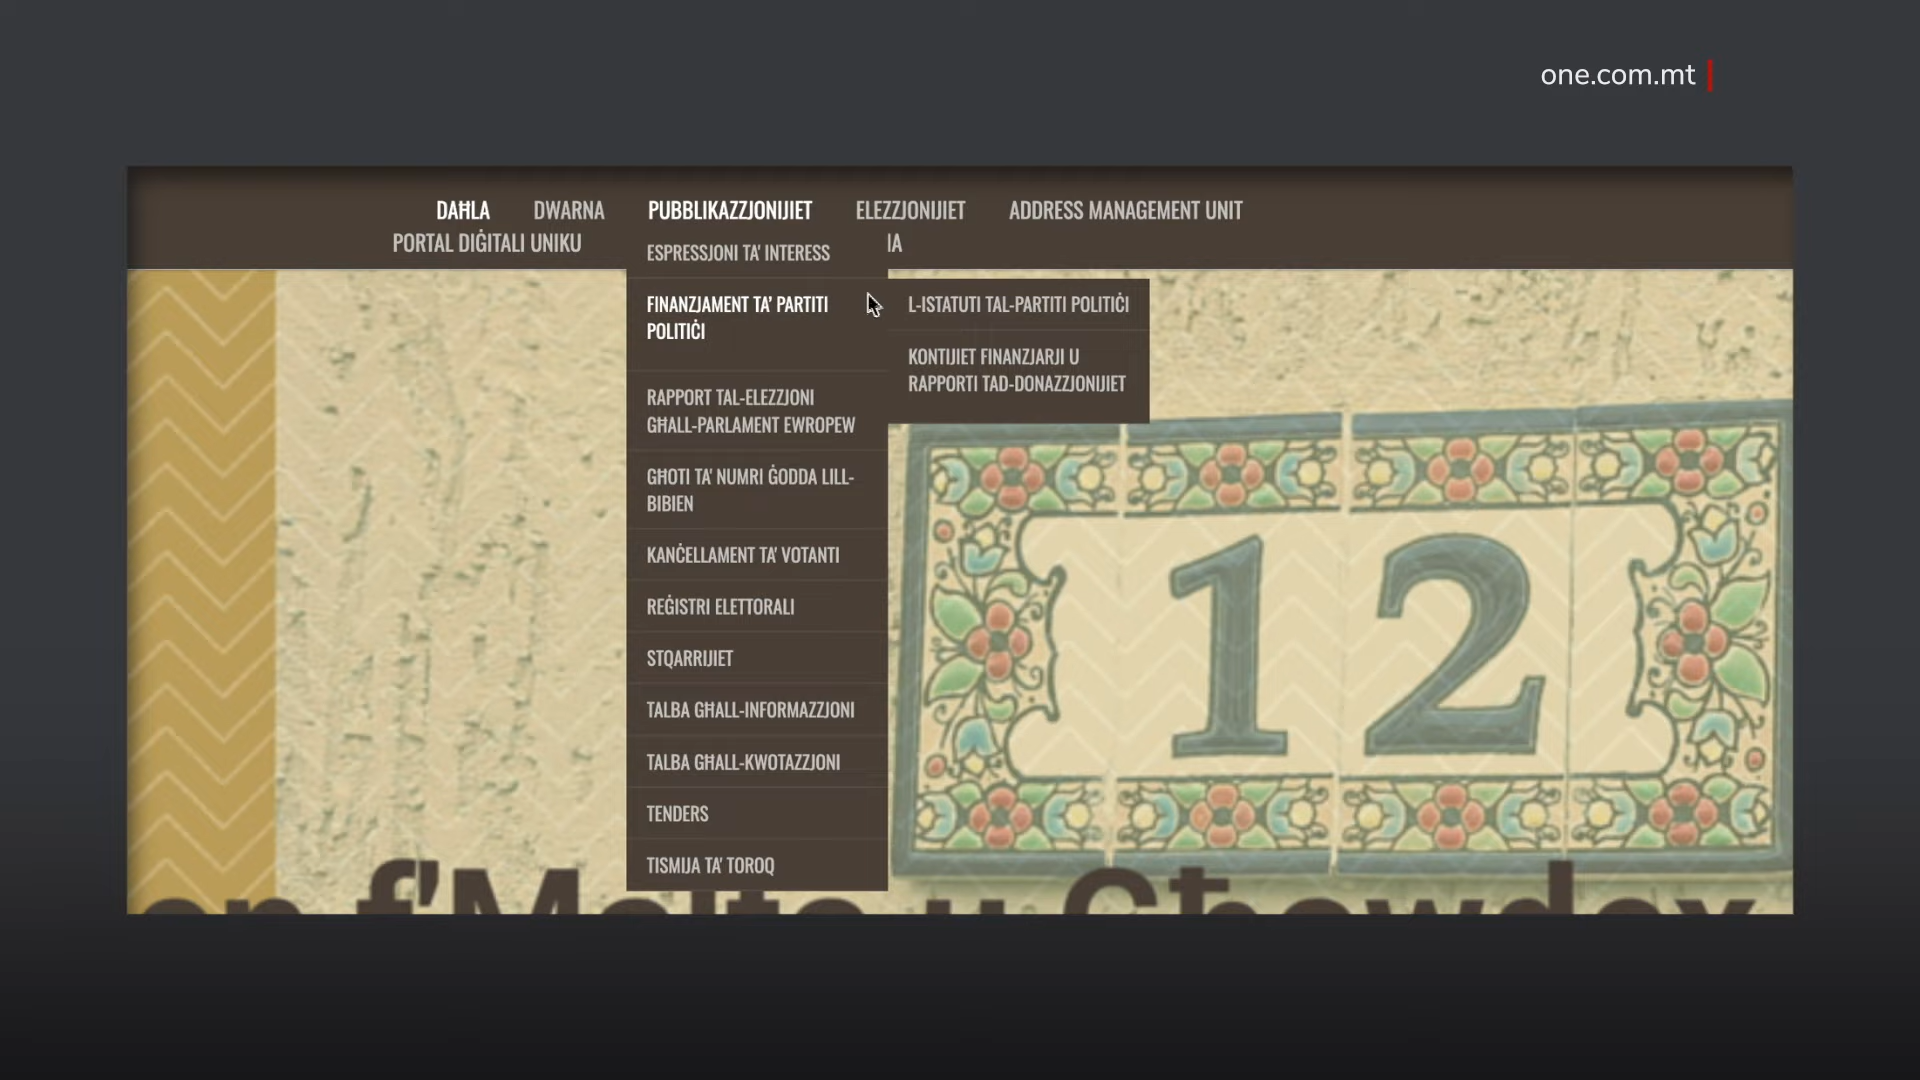 one.com.mt
DAĦLA DWARNA PUBBLIKAZZJONIJIET ELEZZJONIJIET ADDRESS MANAGEMENT UNIT
PORTAL DIĠITALI UNIKU IA
ESPRESSJONI TA' INTERESS
FINANZJAMENT TA' PARTITI
POLITIĊI
L-ISTATUTI TAL-PARTITI POLITIĊI
KONTIJIET FINANZJARJI U
RAPPORTI TAD-DONAZZJONIJIET
RAPPORT TAL-ELEZZJONI
GĦALL-PARLAMENT EWROPEW
GĦOTI TA' NUMRI ĠODDA LILL-
BIBIEN
KANĊELLAMENT TA' VOTANTI
REĠISTRI ELETTORALI
STQARRIJIET
TALBA GĦALL-INFORMAZZJONI
TALBA GĦALL-KWOTAZZJONI
TENDERS
TISMIJA TA' TOROQ
12
f'Malta u Għawdex